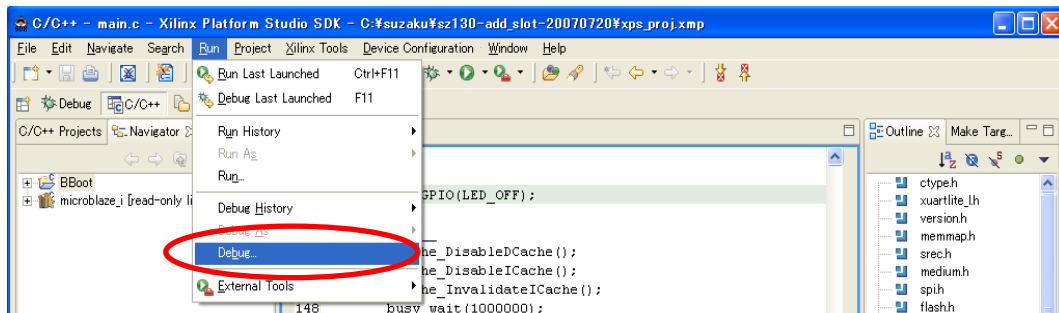 C/C++ - main.c - Xilinx Platform Studio SDK - C:¥suzaku¥sz130-add_slot-20070720¥xps_proj.xmp
File Edit Navigate Search Run Project Xilinx Tools Device Configuration Window Help
Run Last Launched Ctrl+F11
Debug C/C++
Debug Last Launched F11
C/C++ Projects Navigator
Run History
Outline Make Targ...
Run As
Run...
BBoot
GPIO(LED_OFF);
ctype.h
microblaze_i [read-only li
Debug History
xuartlite_l.h
Debug As
version.h
Debug...
memmap.h
he_DisableDCache();
srec.h
he_DisableICache();
medium.h
External Tools
he_InvalidateICache();
spi.h
148 busy_wait(1000000);
flash.h